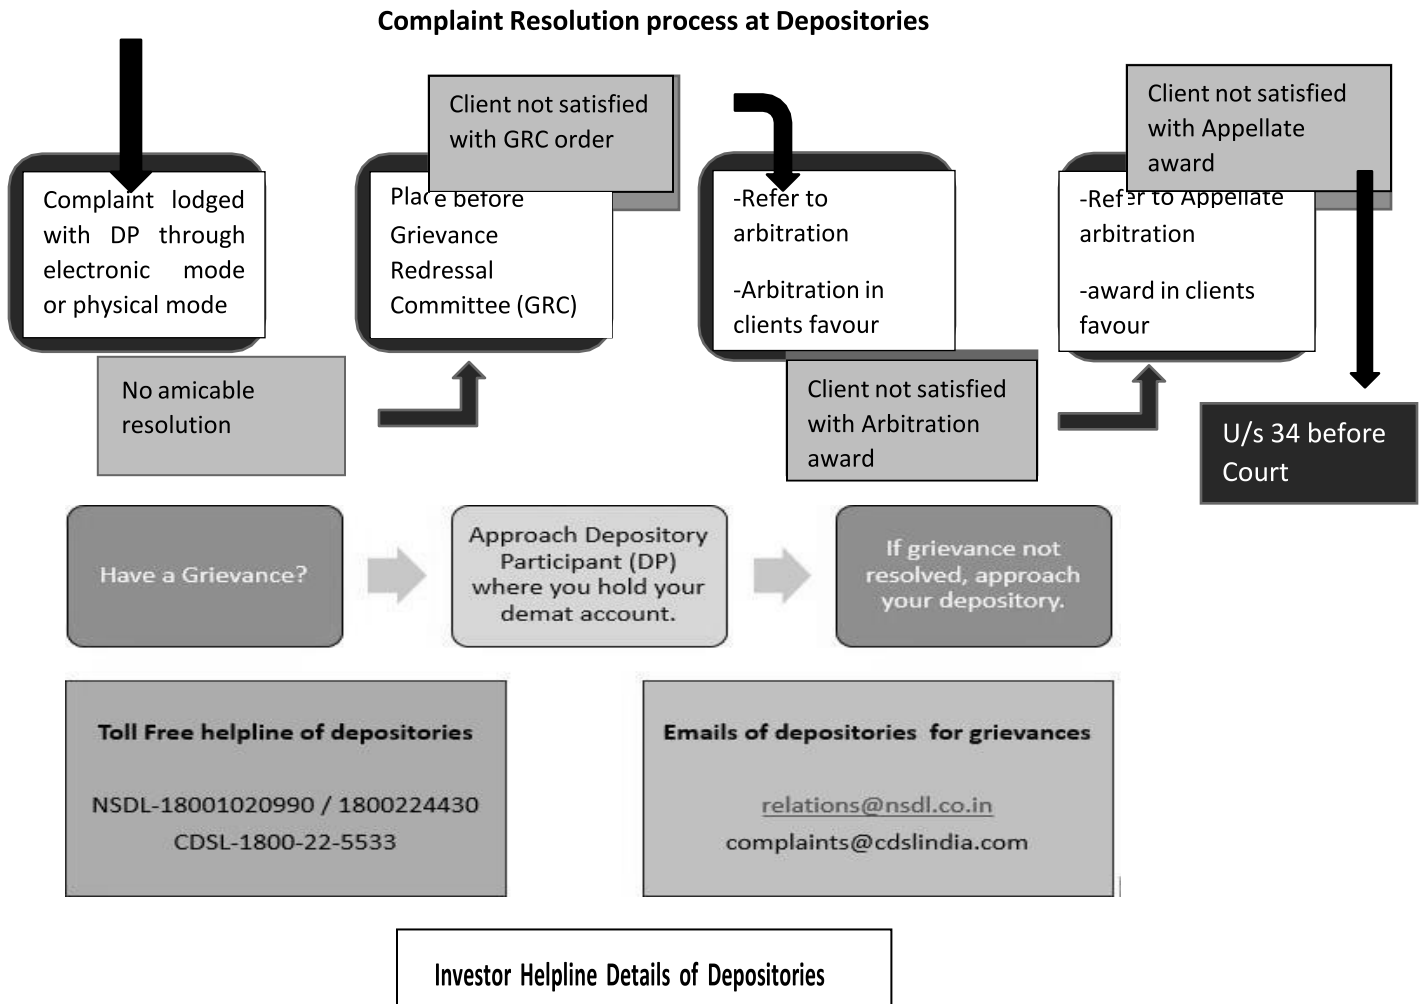 Complaint Resolution process at Depositories
Complaint lodged
with DP through
electronic mode
or physical mode
No amicable
resolution
Client not satisfied
with GRC order
Place before
Grievance
Redressal
Committee (GRC)
-Refer to
arbitration
-Arbitration in
clients favour
Client not satisfied
with Arbitration
award
Client not satisfied
with Appellate
award
-Refer to Appellate
arbitration
-award in clients
favour
U/s 34 before
Court
Have a Grievance?
Approach Depository
Participant (DP)
where you hold your
demat account.
If grievance not
resolved, approach
your depository.
Toll Free helpline of depositories
NSDL-18001020990 / 1800224430
CDSL-1800-22-5533
Emails of depositories for grievances
relations@nsdl.co.in
complaints@cdslindia.com
Investor Helpline Details of Depositories